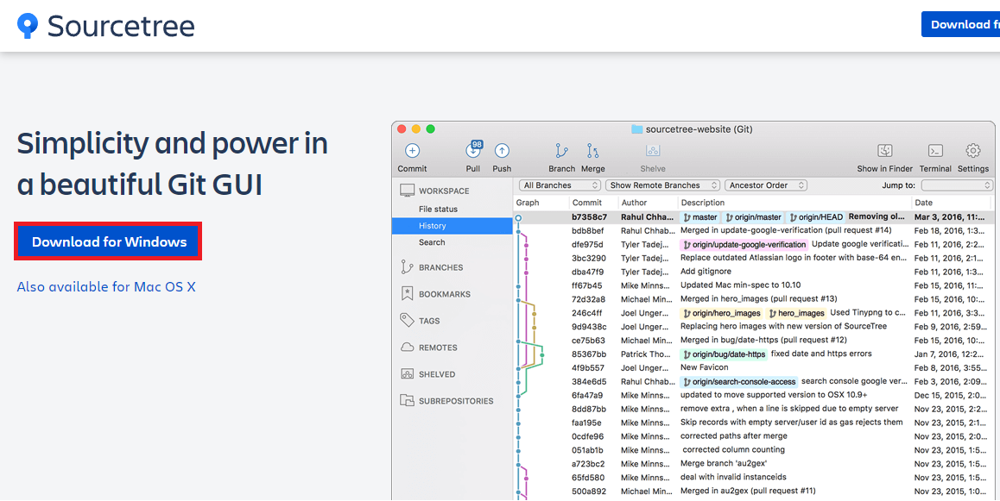 Sourcetree
Download fr
Simplicity and power in
a beautiful Git GUI
Download for Windows
Also available for Mac OS X
sourcetree-website (Git)
98
Commit Pull Push Branch Merge Shelve Show in Finder Terminal Settings
All Branches Show Remote Branches Ancestor Order Jump to:
WORKSPACE
File status
History
Search
BRANCHES
BOOKMARKS
TAGS
REMOTES
SHELVED
SUBREPOSITORIES
Graph Commit Author Description Date
b7358c7 Rahul Chha... master origin/master origin/HEAD Removing ol... Mar 3, 2016, 11:...
bdb8bef Rahul Chhab... Merged in update-google-verification (pull request #14) Feb 18, 2016, 1:3...
dfe975d Tyler Tadej... origin/update-google-verification Update google verificati... Feb 11, 2016, 2:2...
3bc3290 Tyler Tadej... Replace outdated Atlassian logo in footer with base-64 en... Feb 11, 2016, 2:1...
dba47f9 Tyler Tadej... Add gitignore Feb 11, 2016, 1:3...
ff67b45 Mike Minns... Updated Mac min-spec to 10.10 Feb 15, 2016, 11:...
72d32a8 Michael Min... Merged in hero_images (pull request #13) Feb 15, 2016, 10:...
246c4ff Joel Unger... origin/hero_images hero_images Used Tinypng to c... Feb 11, 2016, 3:3...
9d9438c Joel Unger... Replacing hero images with new version of SourceTree Feb 9, 2016, 2:59...
ce75b63 Michael Min... Merged in bug/date-https (pull request #12) Feb 15, 2016, 10:...
85367bb Patrick Tho... origin/bug/date-https fixed date and https errors Jan 7, 2016, 12:2...
4f9b557 Joel Unger... New Favicon Feb 8, 2016, 3:55...
384e6d5 Rahul Chhab... origin/search-console-access search console google ver... Feb 3, 2016, 2:09...
6fa47a9 Mike Minns... updated to move supported version to OSX 10.9+ Dec 15, 2015, 2:0...
8dd87bb Mike Minns... remove extra , when a line is skipped due to empty server Nov 23, 2015, 2:2...
faa195e Mike Minns... Skip records with empty server/user id as gas rejects them Nov 23, 2015, 2:1...
0cdfe96 Mike Minns... corrected paths after merge Nov 23, 2015, 2:0...
051ab1b Mike Minns... corrected column counting Nov 23, 2015, 1:5...
a723bc2 Mike Minns... Merge branch 'au2gex' Nov 23, 2015, 1:5...
65fd580 Mike Minns... deal with invalid instanceids Nov 23, 2015, 1:5...
500a892 Michael Min... Merged in au2gex (pull request #11) Nov 23, 2015, 1:0...